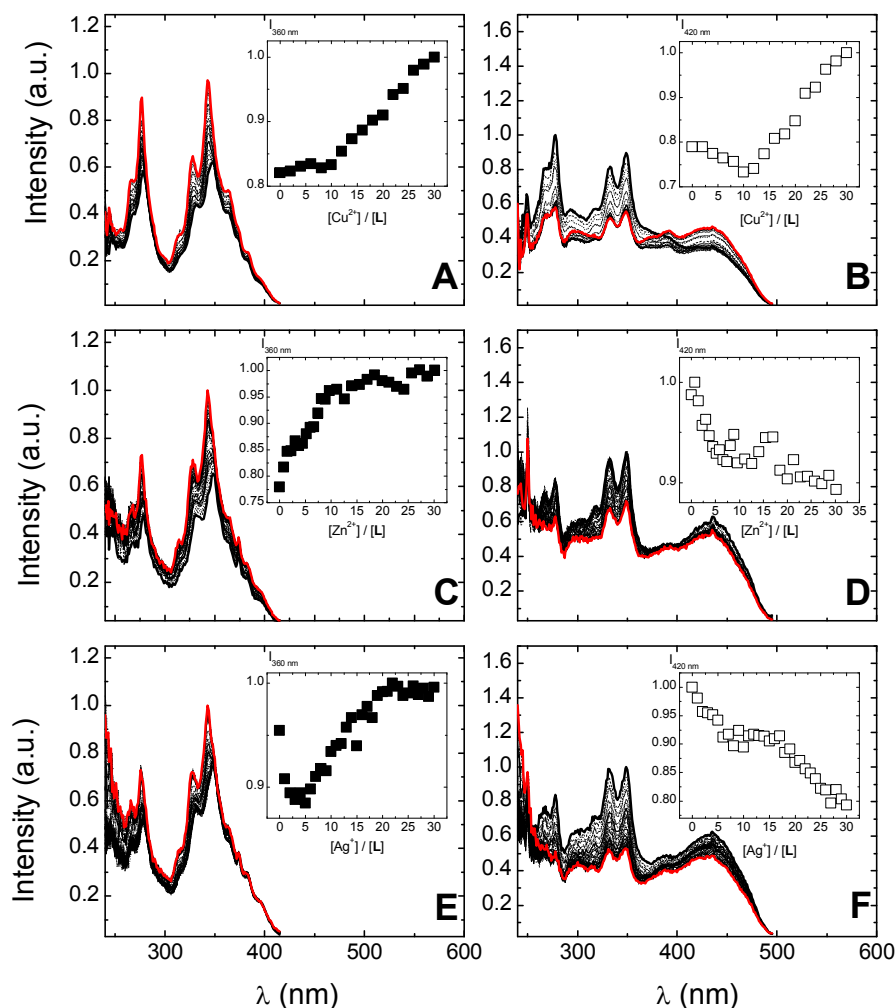 I360 nm
1.2
1.0
0.8
0.6
0.4
0.2
Intensity (a.u.)
1.0
0.9
0.8
0 5 10 15 20 25 30
[Cu2+] / [L]
A
I420 nm
1.6
1.4
1.2
1.0
0.8
0.6
0.4
0.2
Intensity (a.u.)
1.0
0.9
0.8
0.7
0 5 10 15 20 25 30
[Cu2+] / [L]
B
I360 nm
1.2
1.0
0.8
0.6
0.4
0.2
Intensity (a.u.)
1.00
0.95
0.90
0.85
0.80
0.75
0 5 10 15 20 25 30
[Zn2+] / [L]
C
I420 nm
1.6
1.4
1.2
1.0
0.8
0.6
0.4
0.2
1.0
0.9
0 5 10 15 20 25 30 35
[Zn2+] / [L]
D
I360 nm
1.2
1.0
0.8
0.6
0.4
0.2
Intensity (a.u.)
1.0
0.9
0 5 10 15 20 25 30
[Ag+] / [L]
E
300 400 500 600
λ (nm)
I420 nm
1.6
1.4
1.2
1.0
0.8
0.6
0.4
0.2
1.00
0.95
0.90
0.85
0.80
0 5 10 15 20 25 30
[Ag+] / [L]
F
300 400 500 600
λ (nm)